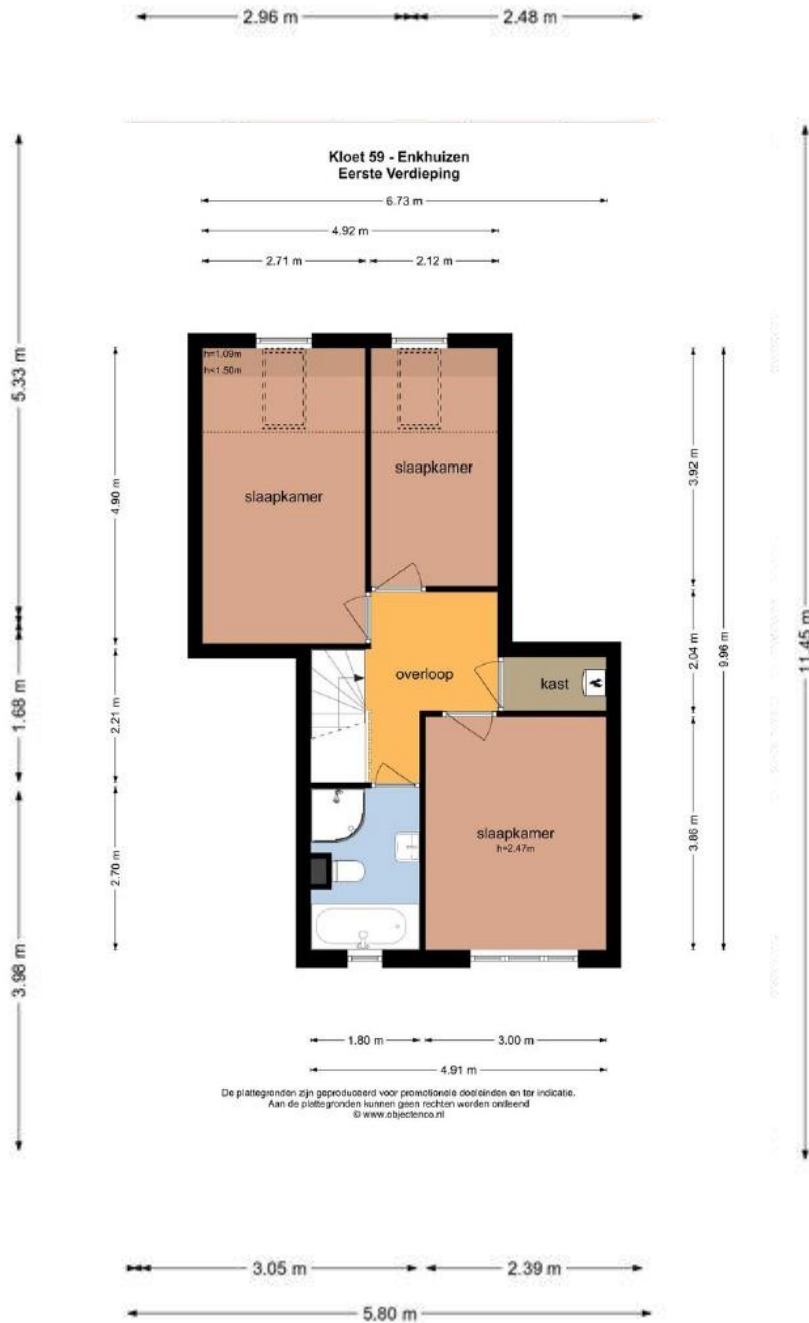 2.96 m 2.48 m
Kloet 59 - Enkhuizen
Eerste Verdieping
6.73 m
4.92 m
2.71 m 2.12 m
h=1.09m
h<1.50m
5.33 m
4.90 m
slaapkamer
slaapkamer
3.92 m
11.45 m
1.68 m
2.21 m
overloop
kast
2.04 m
9.96 m
slaapkamer
h=2.47m
3.86 m
2.70 m
3.98 m
1.80 m 3.00 m
4.91 m
De plattegronden zijn geproduceerd voor promotionele doeleinden en ter indicatie.
Aan de plattegronden kunnen geen rechten worden ontleend
© www.objectenco.nl
3.05 m 2.39 m
5.80 m